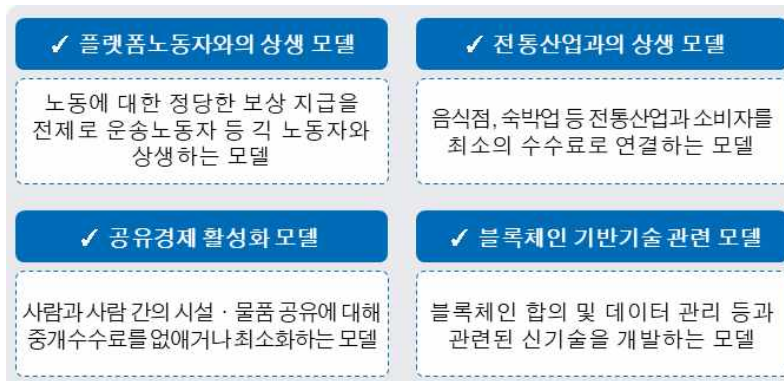 ✓ 플랫폼노동자와의 상생 모델
노동에 대한 정당한 보상 지급을
전제로 운송노동자 등 각 노동자와
상생하는 모델
✓ 전통산업과의 상생 모델
음식점, 숙박업 등 전통산업과 소비자를
최소의 수수료로 연결하는 모델
✓ 공유경제 활성화 모델
사람과 사람 간의 시설 · 물품 공유에 대해
중개수수료를 없애거나 최소화하는 모델
✓ 블록체인 기반기술 관련 모델
블록체인 합의 및 데이터 관리 등과
관련된 신기술을 개발하는 모델